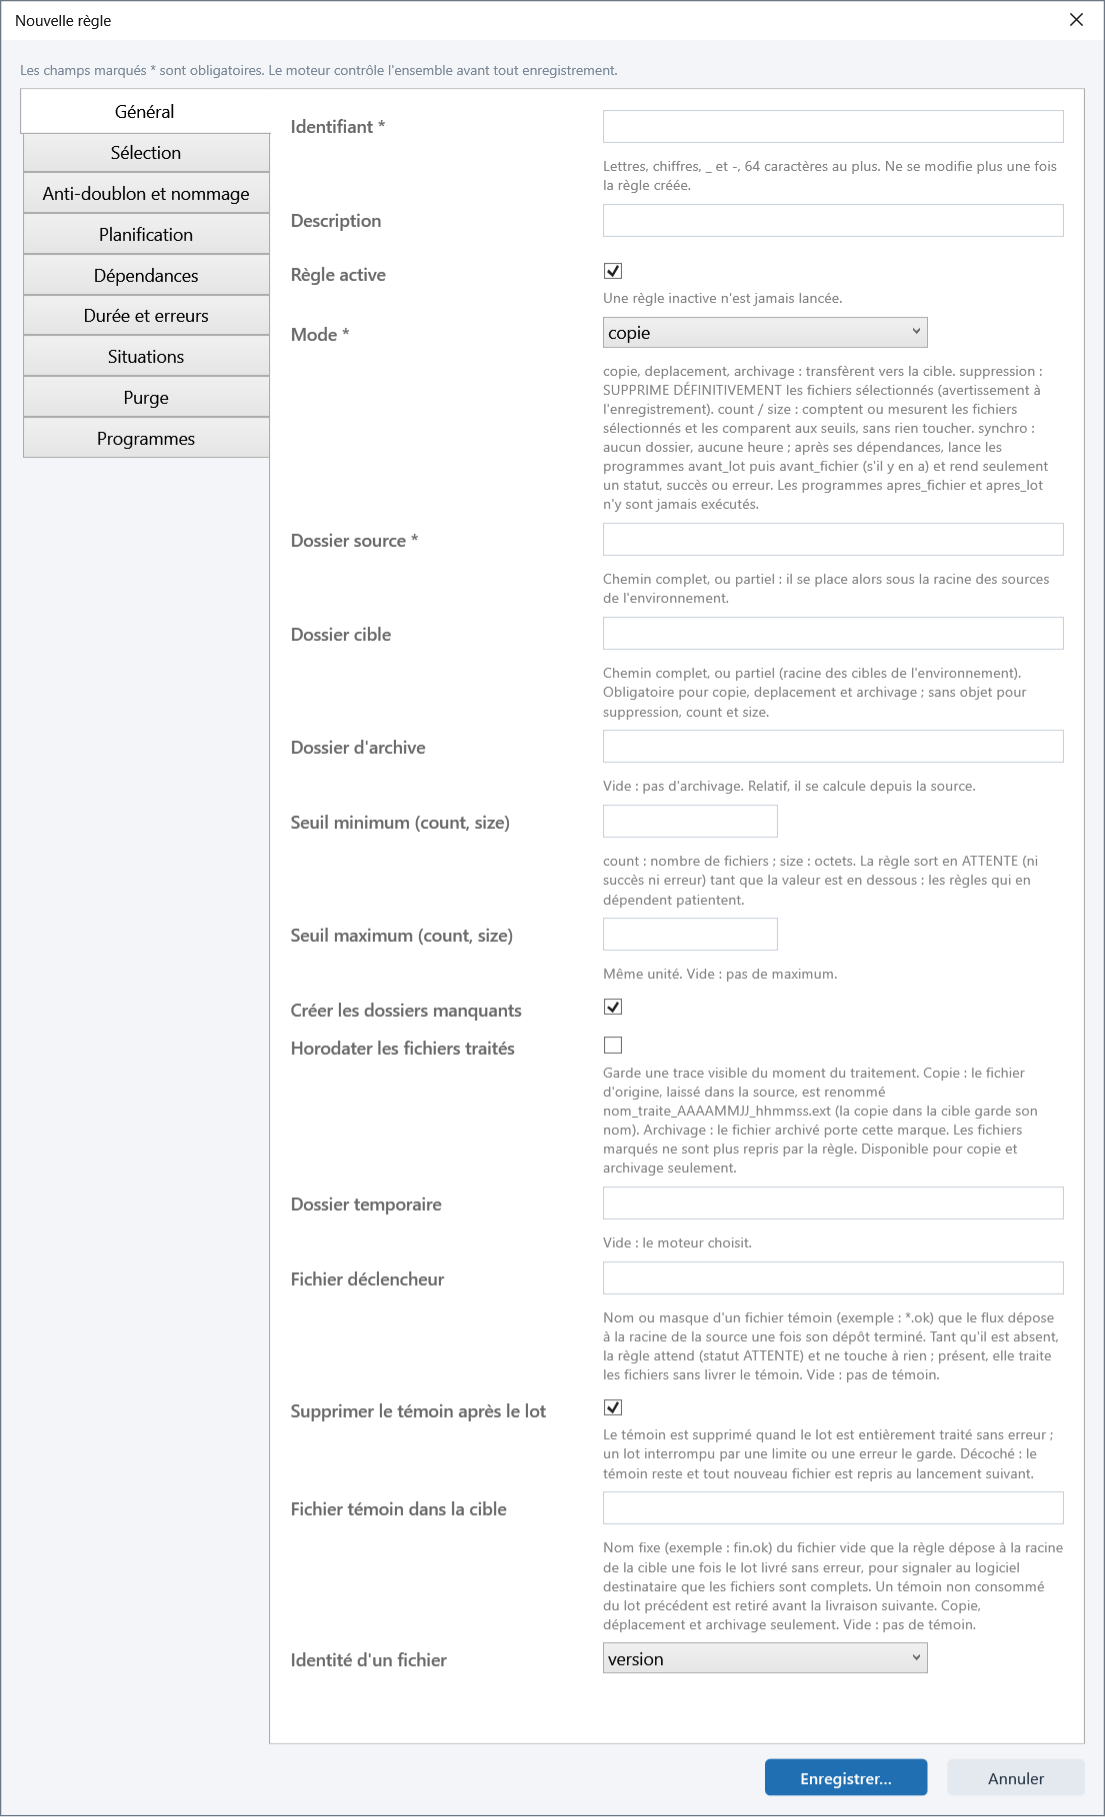 Nouvelle règle
Les champs marqués * sont obligatoires. Le moteur contrôle l'ensemble avant tout enregistrement.
Général
Sélection
Anti-doublon et nommage
Planification
Dépendances
Durée et erreurs
Situations
Purge
Programmes
Identifiant *
Lettres, chiffres, _ et -, 64 caractères au plus. Ne se modifie plus une fois
la règle créée.
Description
Règle active
Une règle inactive n'est jamais lancée.
Mode *
copie
copie, deplacement, archivage : transfèrent vers la cible. suppression :
SUPPRIME DÉFINITIVEMENT les fichiers sélectionnés (avertissement à
l'enregistrement). count / size : comptent ou mesurent les fichiers
sélectionnés et les comparent aux seuils, sans rien toucher. synchro :
aucun dossier, aucune heure ; après ses dépendances, lance les
programmes avant_lot puis avant_fichier (s'il y en a) et rend seulement
un statut, succès ou erreur. Les programmes apres_fichier et apres_lot
n'y sont jamais exécutés.
Dossier source *
Chemin complet, ou partiel : il se place alors sous la racine des sources
de l'environnement.
Dossier cible
Chemin complet, ou partiel (racine des cibles de l'environnement).
Obligatoire pour copie, deplacement et archivage ; sans objet pour
suppression, count et size.
Dossier d'archive
Vide : pas d'archivage. Relatif, il se calcule depuis la source.
Seuil minimum (count, size)
count : nombre de fichiers ; size : octets. La règle sort en ATTENTE (ni
succès ni erreur) tant que la valeur est en dessous : les règles qui en
dépendent patientent.
Seuil maximum (count, size)
Même unité. Vide : pas de maximum.
Créer les dossiers manquants
Horodater les fichiers traités
Garde une trace visible du moment du traitement. Copie : le fichier
d'origine, laissé dans la source, est renommé
nom_traite_AAAAMMJJ_hhmmss.ext (la copie dans la cible garde son
nom). Archivage : le fichier archivé porte cette marque. Les fichiers
marqués ne sont plus repris par la règle. Disponible pour copie et
archivage seulement.
Dossier temporaire
Vide : le moteur choisit.
Fichier déclencheur
Nom ou masque d'un fichier témoin (exemple : *.ok) que le flux dépose
à la racine de la source une fois son dépôt terminé. Tant qu'il est absent,
la règle attend (statut ATTENTE) et ne touche à rien ; présent, elle traite
les fichiers sans livrer le témoin. Vide : pas de témoin.
Supprimer le témoin après le lot
Le témoin est supprimé quand le lot est entièrement traité sans erreur ;
un lot interrompu par une limite ou une erreur le garde. Décoché : le
témoin reste et tout nouveau fichier est repris au lancement suivant.
Fichier témoin dans la cible
Nom fixe (exemple : fin.ok) du fichier vide que la règle dépose à la racine
de la cible une fois le lot livré sans erreur, pour signaler au logiciel
destinataire que les fichiers sont complets. Un témoin non consommé
du lot précédent est retiré avant la livraison suivante. Copie,
déplacement et archivage seulement. Vide : pas de témoin.
Identité d'un fichier
version
Enregistrer...
Annuler